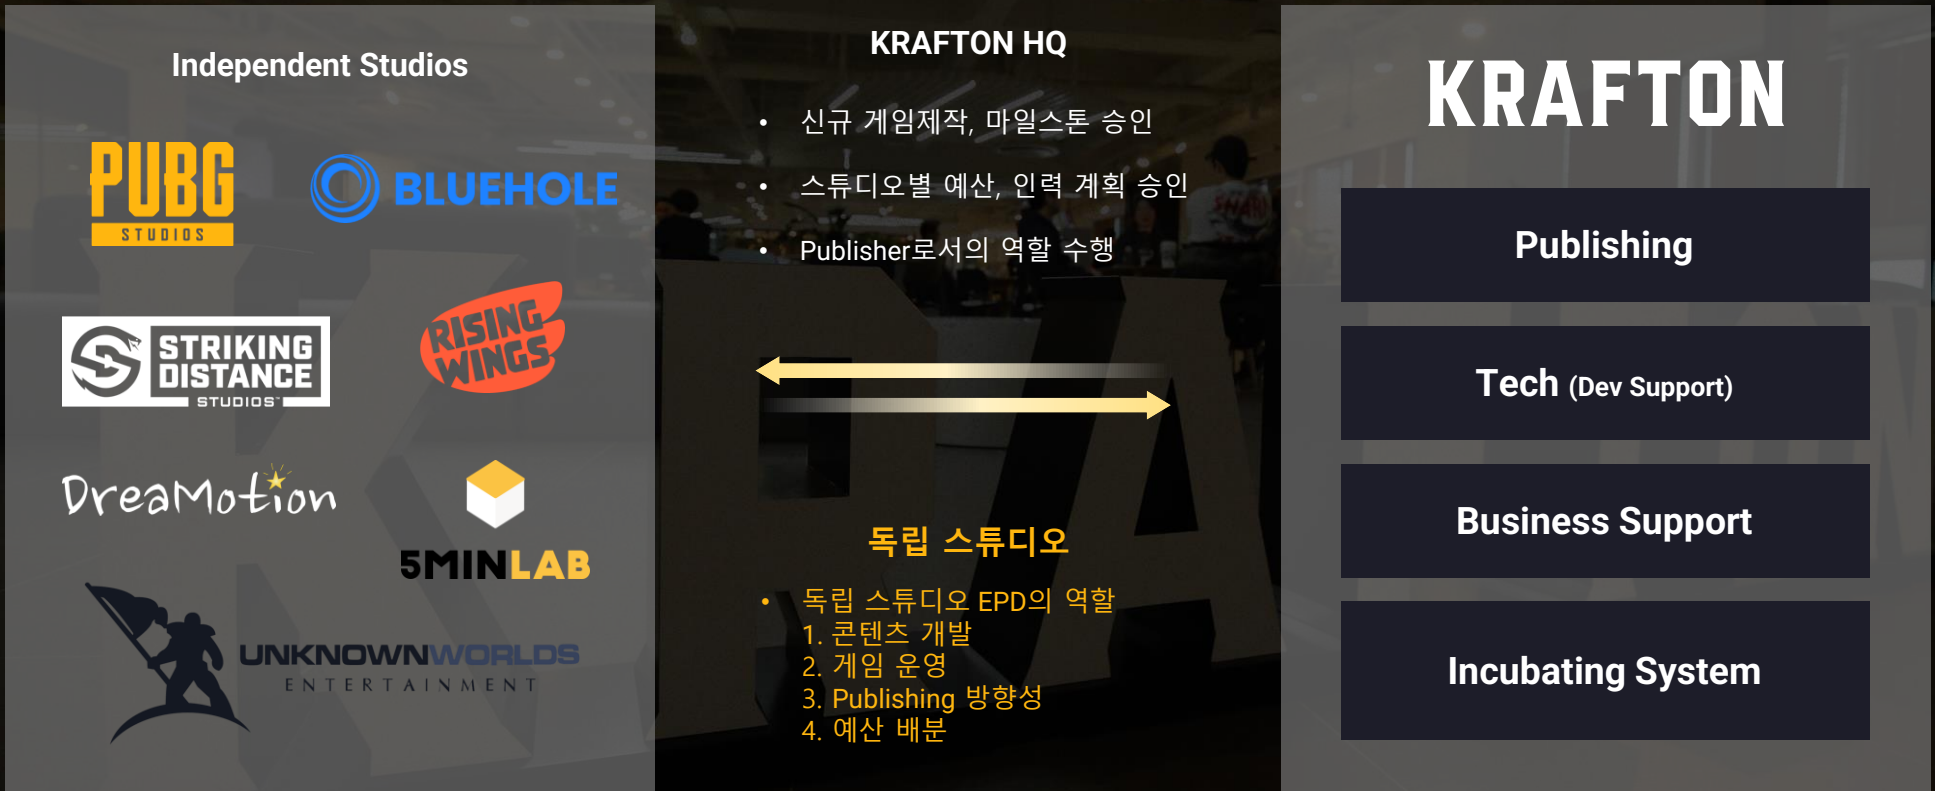 Independent Studios
PUBG
STUDIOS
BLUEHOLE
STRIKING
DISTANCE
STUDIOS™
RISING
WINGS
DreaMotion
5MINLAB
UNKNOWNWORLDS
ENTERTAINMENT
KRAFTON HQ
• 신규 게임제작, 마일스톤 승인
• 스튜디오별 예산, 인력 계획 승인
• Publisher로서의 역할 수행
독립 스튜디오
• 독립 스튜디오 EPD의 역할
1. 콘텐츠 개발
2. 게임 운영
3. Publishing 방향성
4. 예산 배분
KRAFTON
Publishing
Tech (Dev Support)
Business Support
Incubating System